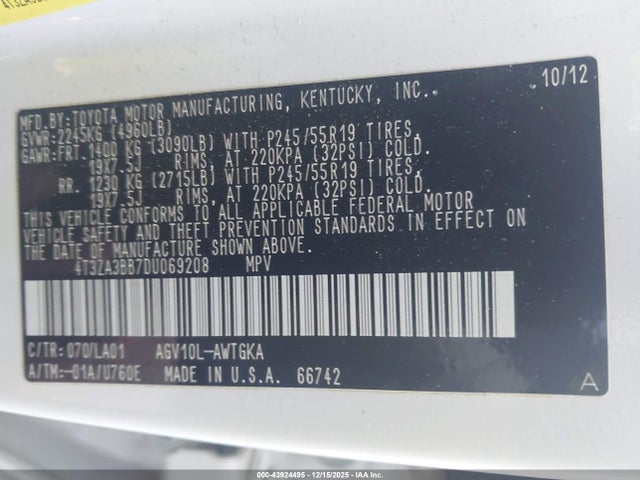 MFD.BY:TOYOTA MOTOR MANUFACTURING, KENTUCKY, INC. 10/12
GVWR:2245KG (4960LB)
GAWR:FRT. 1400 KG (3090LB) WITH P245/55R19 TIRES,
19X7.5J RIMS, AT 220KPA (32PSI) COLD.
RR. 1230 KG (2715LB) WITH P245/55R19 TIRES,
19X7.5J RIMS, AT 220KPA (32PSI) COLD.
THIS VEHICLE CONFORMS TO ALL APPLICABLE FEDERAL MOTOR
VEHICLE SAFETY AND THEFT PREVENTION STANDARDS IN EFFECT ON
THE DATE OF MANUFACTURE SHOWN ABOVE.
4T3ZA3BB7DU069208 MPV
C/TR: 070/LA01 AGV10L-AWTGKA
A/TM:-01A/U760E MADE IN U.S.A. 66742 A
000-43924495 - 12/15/2025 - IAA Inc.